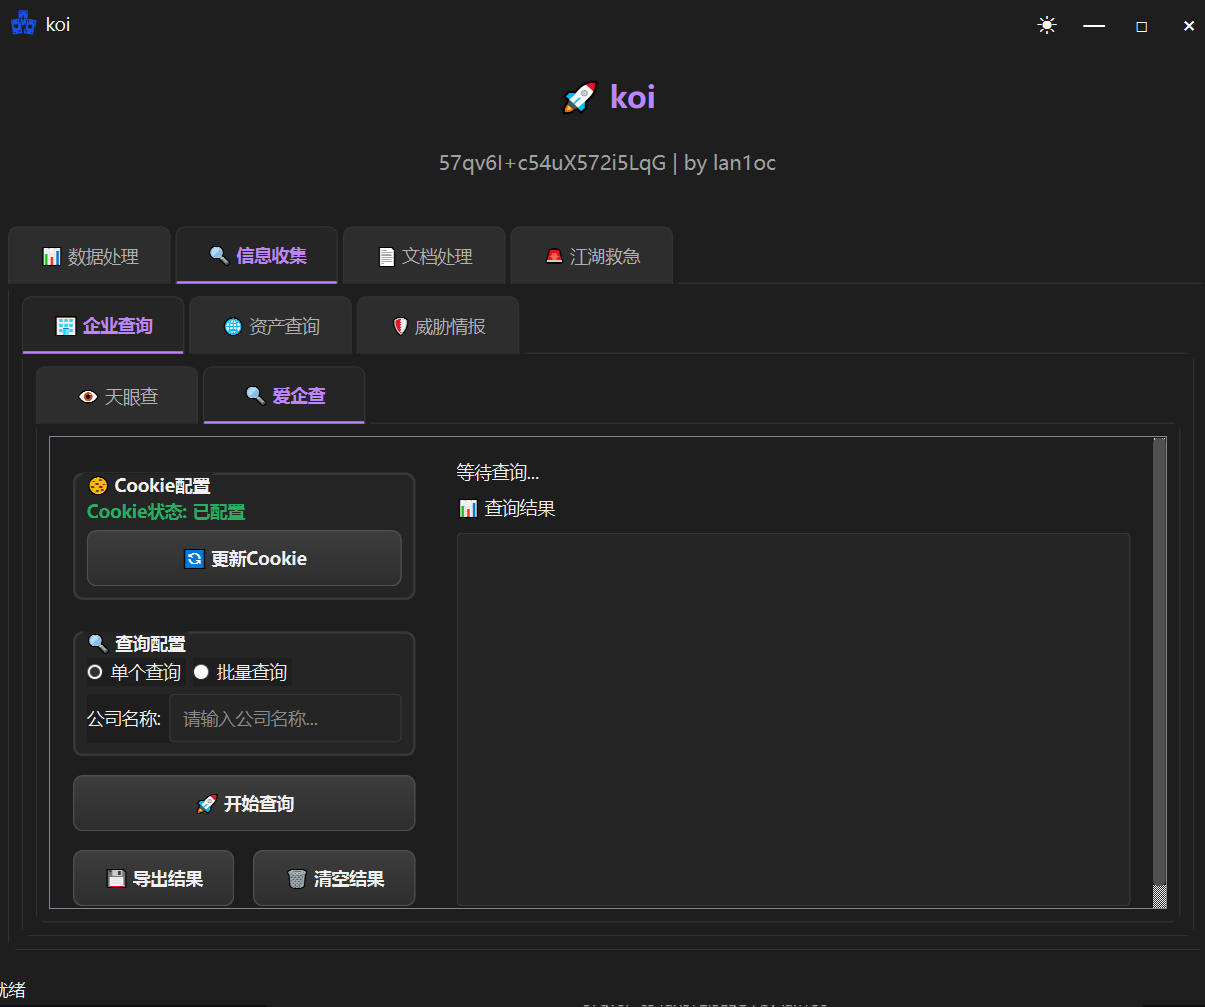 koi
koi
57qv6I+c54uX572i5LqG | by lan1oc
数据处理 信息收集 文档处理 江湖救急
企业查询 资产查询 威胁情报
天眼查 爱企查
Cookie配置
Cookie状态: 已配置
更新Cookie
查询配置
单个查询 批量查询
公司名称: 请输入公司名称...
开始查询
导出结果 清空结果
等待查询...
查询结果
就绪